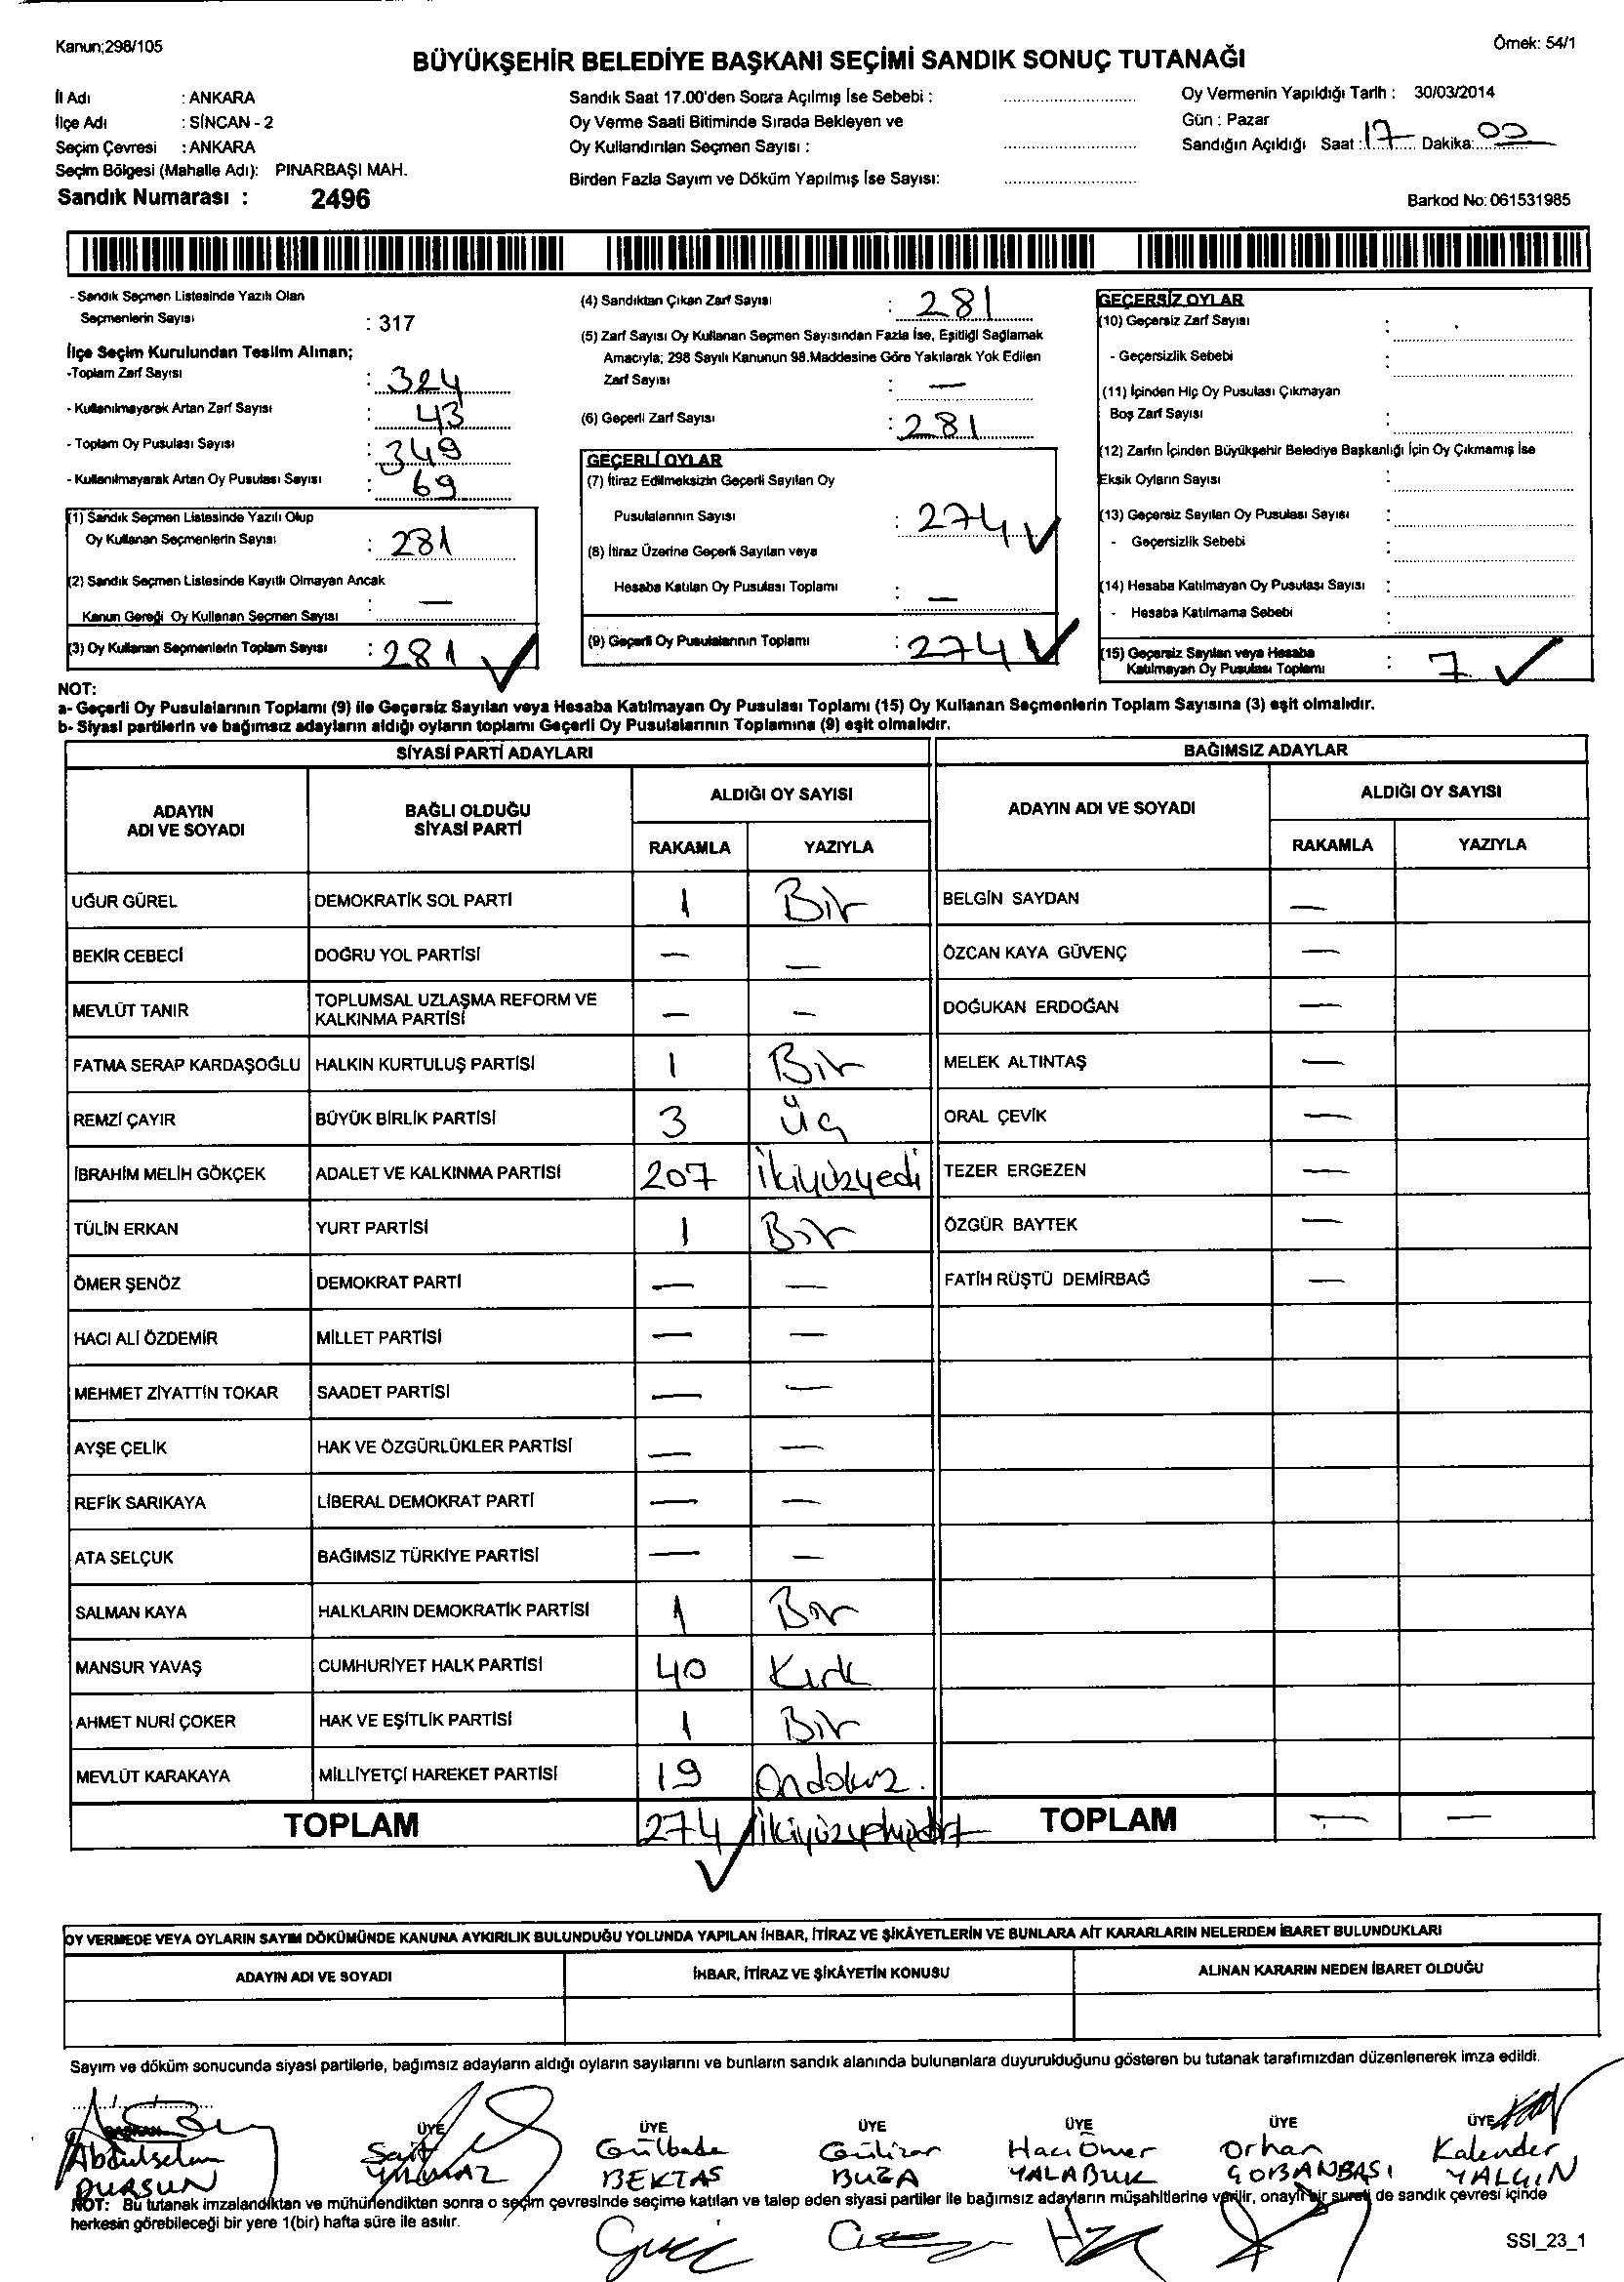 Kanun;298/105
Örnek: 54/1
BÜYÜKŞEHİR BELEDİYE BAŞKANI SEÇİMİ SANDIK SONUÇ TUTANAĞI
İl Adı : ANKARA
İlçe Adı : SİNCAN - 2
Seçim Çevresi : ANKARA
Seçim Bölgesi (Mahalle Adı): PINARBAŞI MAH.
Sandık Numarası : 2496
Sandık Saat 17.00'den Sonra Açılmış İse Sebebi :
Oy Verme Saati Bitiminde Sırada Bekleyen ve
Oy Kullandırılan Seçmen Sayısı :
Birden Fazla Sayım ve Döküm Yapılmış İse Sayısı:
Oy Vermenin Yapıldığı Tarih : 30/03/2014
Gün : Pazar
Sandığın Açıldığı Saat : 17 Dakika: 00
Barkod No: 061531985
- Sandık Seçmen Listesinde Yazılı Olan
Seçmenlerin Sayısı : 317
İlçe Seçim Kurulundan Teslim Alınan;
-Toplam Zarf Sayısı : 324
- Kullanılmayarak Artan Zarf Sayısı : 43
- Toplam Oy Pusulası Sayısı : 349
- Kullanılmayarak Artan Oy Pusulası Sayısı : 69
(1) Sandık Seçmen Listesinde Yazılı Olup
Oy Kullanan Seçmenlerin Sayısı : 281
(2) Sandık Seçmen Listesinde Kayıtlı Olmayan Ancak
Kanun Gereği Oy Kullanan Seçmen Sayısı : —
(3) Oy Kullanan Seçmenlerin Toplam Sayısı : 281 ✓
(4) Sandıktan Çıkan Zarf Sayısı : 281
(5) Zarf Sayısı Oy Kullanan Seçmen Sayısından Fazla İse, Eşitliği Sağlamak
Amacıyla; 298 Sayılı Kanunun 98.Maddesine Göre Yakılarak Yok Edilen
Zarf Sayısı : —
(6) Geçerli Zarf Sayısı : 281
GEÇERLİ OYLAR
(7) İtiraz Edilmeksizin Geçerli Sayılan Oy
Pusulalarının Sayısı : 274 ✓
(8) İtiraz Üzerine Geçerli Sayılan veya
Hesaba Katılan Oy Pusulası Toplamı : —
(9) Geçerli Oy Pusulalarının Toplamı : 274 ✓
GEÇERSİZ OYLAR
(10) Geçersiz Zarf Sayısı :
- Geçersizlik Sebebi :
(11) İçinden Hiç Oy Pusulası Çıkmayan
Boş Zarf Sayısı :
(12) Zarfın İçinden Büyükşehir Belediye Başkanlığı İçin Oy Çıkmamış İse
Eksik Oyların Sayısı :
(13) Geçersiz Sayılan Oy Pusulası Sayısı :
- Geçersizlik Sebebi :
(14) Hesaba Katılmayan Oy Pusulası Sayısı :
- Hesaba Katılmama Sebebi :
(15) Geçersiz Sayılan veya Hesaba
Katılmayan Oy Pusulası Toplamı : 7 ✓
NOT:
a- Geçerli Oy Pusulalarının Toplamı (9) ile Geçersiz Sayılan veya Hesaba Katılmayan Oy Pusulası Toplamı (15) Oy Kullanan Seçmenlerin Toplam Sayısına (3) eşit olmalıdır.
b- Siyasi partilerin ve bağımsız adayların aldığı oyların toplamı Geçerli Oy Pusulalarının Toplamına (9) eşit olmalıdır.
SİYASİ PARTİ ADAYLARI BAĞIMSIZ ADAYLAR
ADAYIN ADI VE SOYADI BAĞLI OLDUĞU SİYASİ PARTİ ALDIĞI OY SAYISI ADAYIN ADI VE SOYADI ALDIĞI OY SAYISI
RAKAMLA YAZIYLA RAKAMLA YAZIYLA
UĞUR GÜREL DEMOKRATİK SOL PARTİ 1 Bir BELGİN SAYDAN —
BEKİR CEBECİ DOĞRU YOL PARTİSİ — — ÖZCAN KAYA GÜVENÇ —
MEVLÜT TANIR TOPLUMSAL UZLAŞMA REFORM VE KALKINMA PARTİSİ — — DOĞUKAN ERDOĞAN —
FATMA SERAP KARDAŞOĞLU HALKIN KURTULUŞ PARTİSİ 1 Bir MELEK ALTINTAŞ —
REMZİ ÇAYIR BÜYÜK BİRLİK PARTİSİ 3 Üç ORAL ÇEVİK —
İBRAHİM MELİH GÖKÇEK ADALET VE KALKINMA PARTİSİ 207 ikiyüzyedi TEZER ERGEZEN —
TÜLİN ERKAN YURT PARTİSİ 1 Bir ÖZGÜR BAYTEK —
ÖMER ŞENÖZ DEMOKRAT PARTİ — — FATİH RÜŞTÜ DEMİRBAĞ —
HACI ALİ ÖZDEMİR MİLLET PARTİSİ — —
MEHMET ZİYATTİN TOKAR SAADET PARTİSİ — —
AYŞE ÇELİK HAK VE ÖZGÜRLÜKLER PARTİSİ — —
REFİK SARIKAYA LİBERAL DEMOKRAT PARTİ — —
ATA SELÇUK BAĞIMSIZ TÜRKİYE PARTİSİ — —
SALMAN KAYA HALKLARIN DEMOKRATİK PARTİSİ 1 Bir
MANSUR YAVAŞ CUMHURİYET HALK PARTİSİ 40 Kırk
AHMET NURİ ÇOKER HAK VE EŞİTLİK PARTİSİ 1 Bir
MEVLÜT KARAKAYA MİLLİYETÇİ HAREKET PARTİSİ 19 Ondokuz.
TOPLAM 274 ✓ ikiyüzyetmişdört TOPLAM — —
OY VERMEDE VEYA OYLARIN SAYIM DÖKÜMÜNDE KANUNA AYKIRILIK BULUNDUĞU YOLUNDA YAPILAN İHBAR, İTİRAZ VE ŞİKÂYETLERİN VE BUNLARA AİT KARARLARIN NELERDEN İBARET BULUNDUKLARI
ADAYIN ADI VE SOYADI İHBAR, İTİRAZ VE ŞİKÂYETİN KONUSU ALINAN KARARIN NEDEN İBARET OLDUĞU
Sayım ve döküm sonucunda siyasi partilerle, bağımsız adayların aldığı oyların sayılarını ve bunların sandık alanında bulunanlara duyurulduğunu gösteren bu tutanak tarafımızdan düzenlenerek imza edildi.
BAŞKAN ÜYE ÜYE ÜYE ÜYE ÜYE ÜYE
Abdulselam Sait Gülbade Gülizar Hacı Ömer Orhan Kalender
DURSUN YILMAZ BEKTAŞ BUZA YALABUK ÇOBANBAŞI YALÇIN
NOT: Bu tutanak imzalandıktan ve mühürlendikten sonra o seçim çevresinde seçime katılan ve talep eden siyasi partiler ile bağımsız adayların müşahitlerine verilir, onaylı bir sureti de sandık çevresi içinde
herkesin görebileceği bir yere 1(bir) hafta süre ile asılır.
SSI_23_1